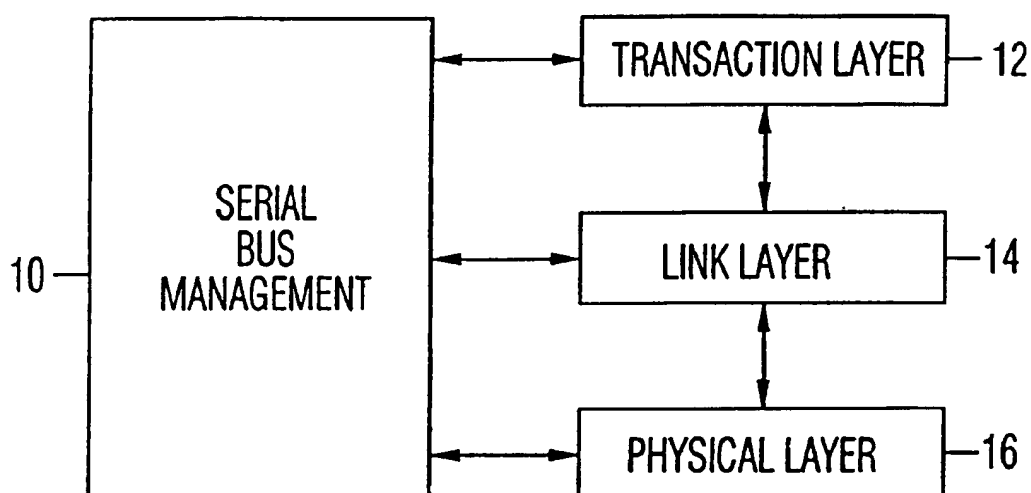 TRANSACTION LAYER
12
SERIAL
BUS
MANAGEMENT
10
LINK LAYER
14
PHYSICAL LAYER
16